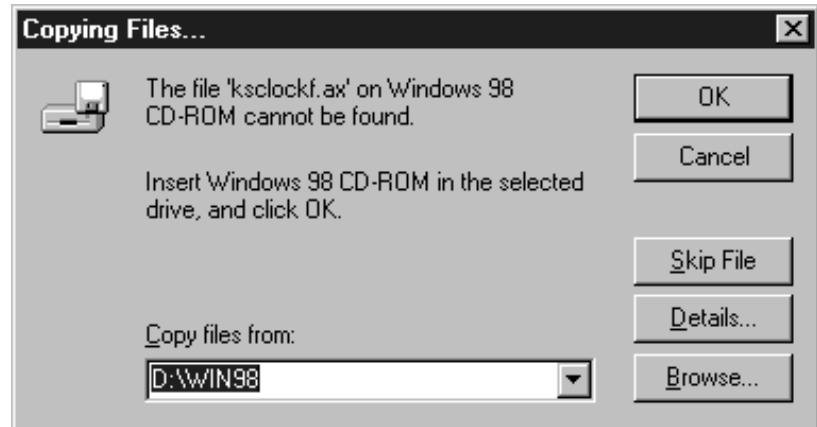 Copying Files...
The file 'ksclockf.ax' on Windows 98
CD-ROM cannot be found.
Insert Windows 98 CD-ROM in the selected
drive, and click OK.
Copy files from:
D:\WIN98
OK
Cancel
Skip File
Details...
Browse...